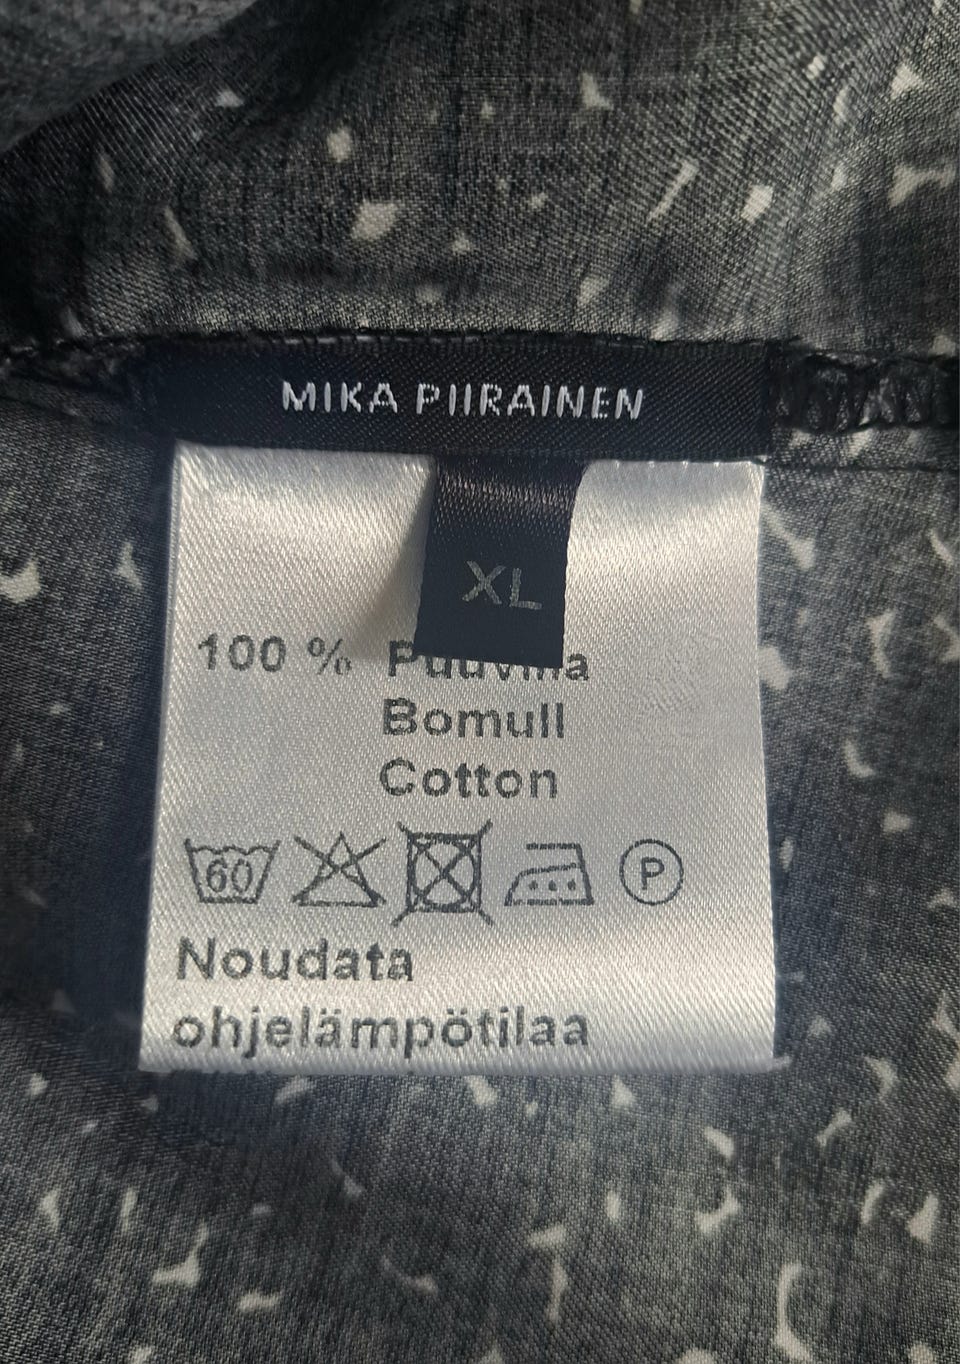 MIKA PIIRAINEN
XL
100 % Puuvilla
Bomull
Cotton
60 P
Noudata
ohjelämpötilaa